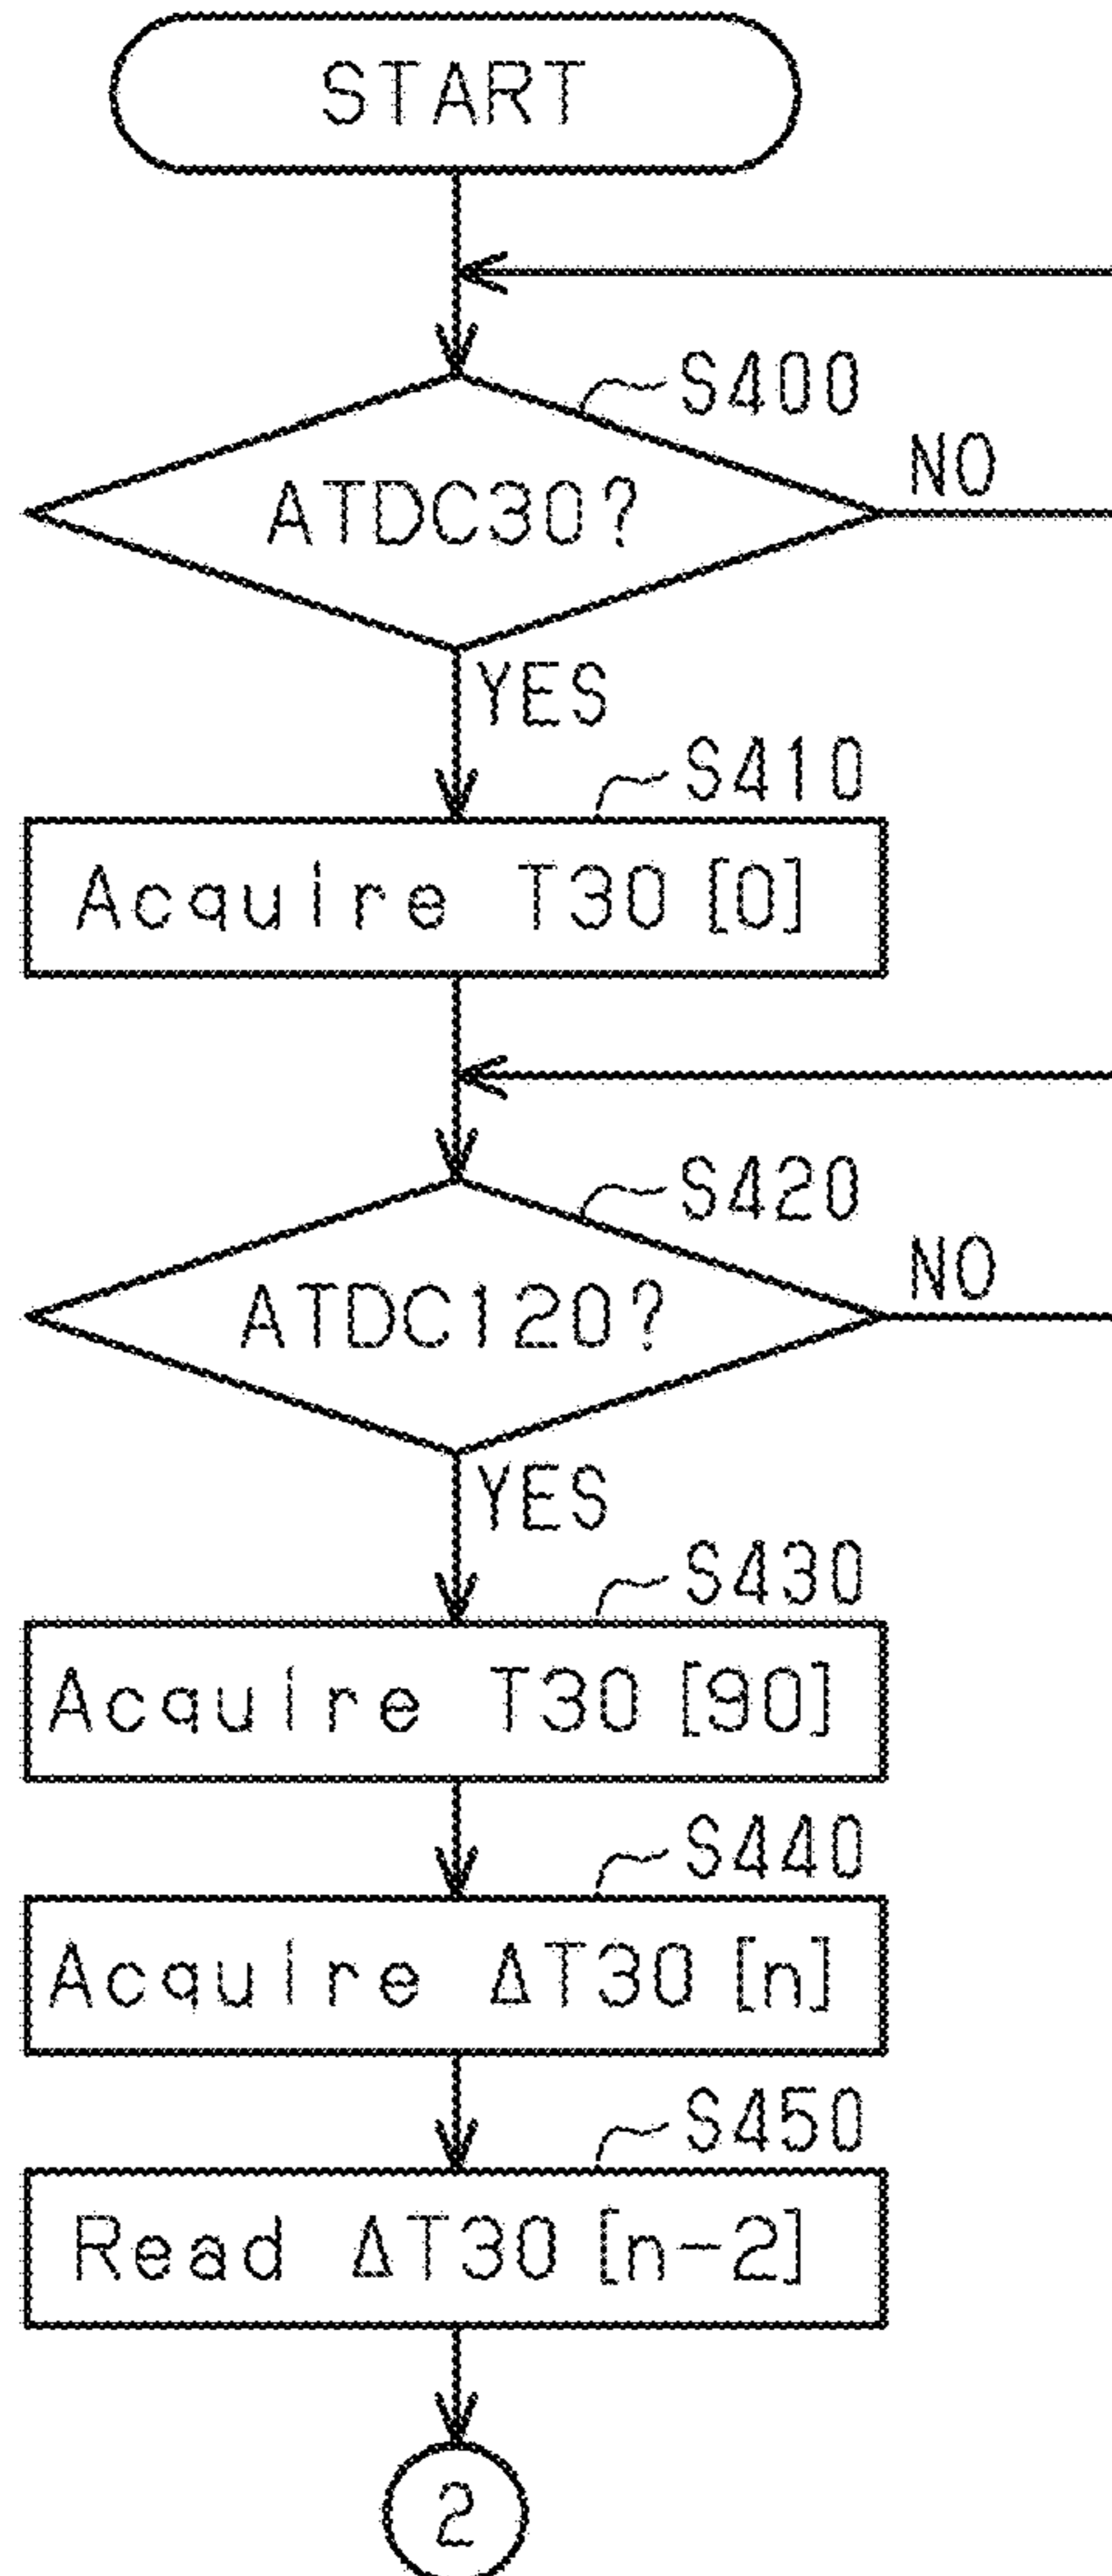 START
S400
ATDC30?
NO
YES
S410
Acquire T30 [0]
S420
ATDC120?
NO
YES
S430
Acquire T30 [90]
S440
Acquire ΔT30 [n]
S450
Read ΔT30 [n-2]
2